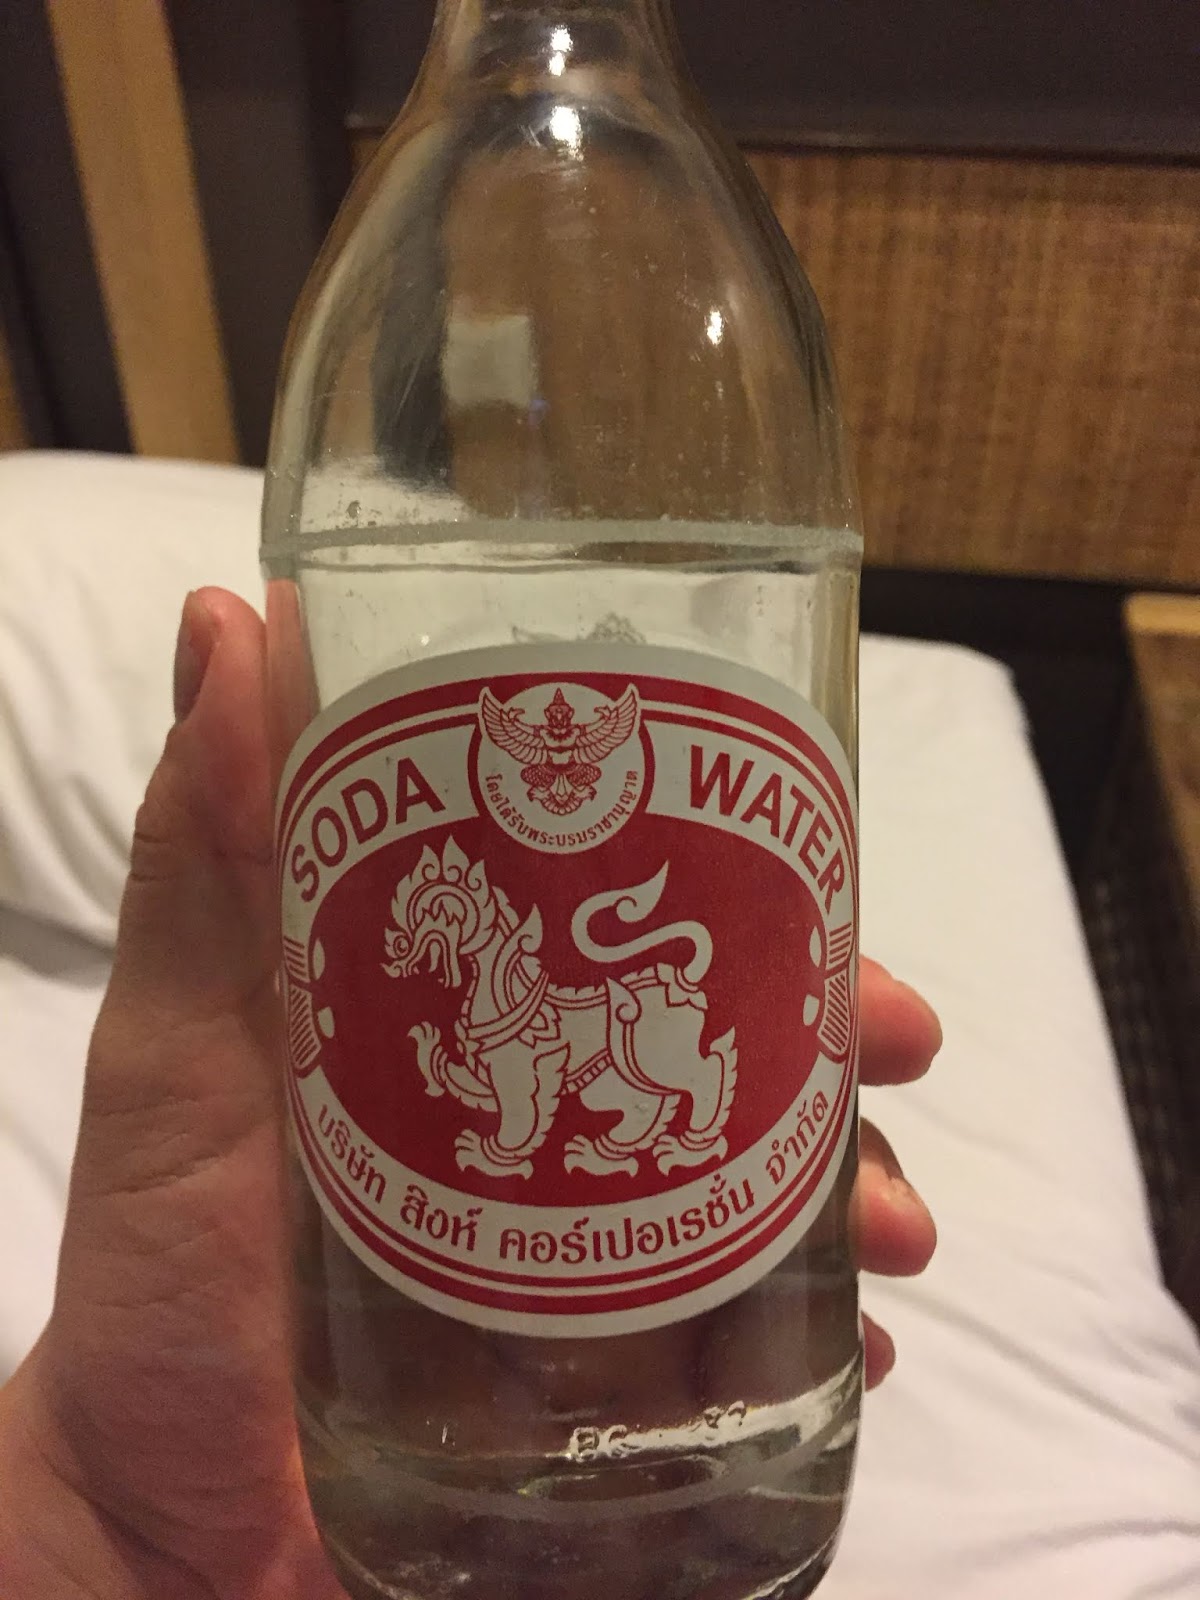 SODA WATER
โดยได้รับพระบรมราชานุญาต
บริษัท สิงห์ คอร์เปอเรชั่น จำกัด